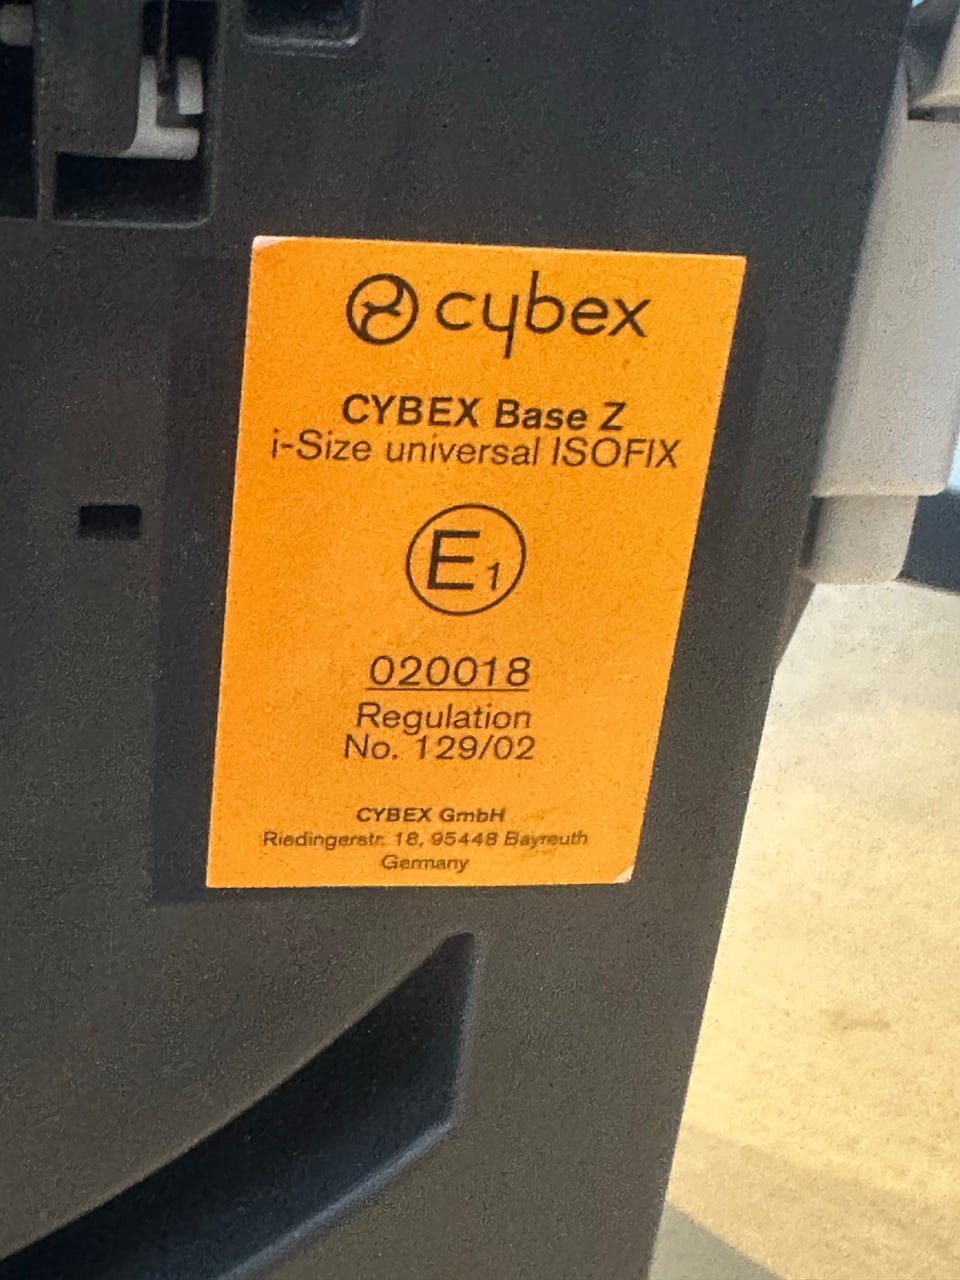 cybex
CYBEX Base Z
i-Size universal ISOFIX
E1
020018
Regulation
No. 129/02
CYBEX GmbH
Riedingerstr. 18, 95448 Bayreuth
Germany